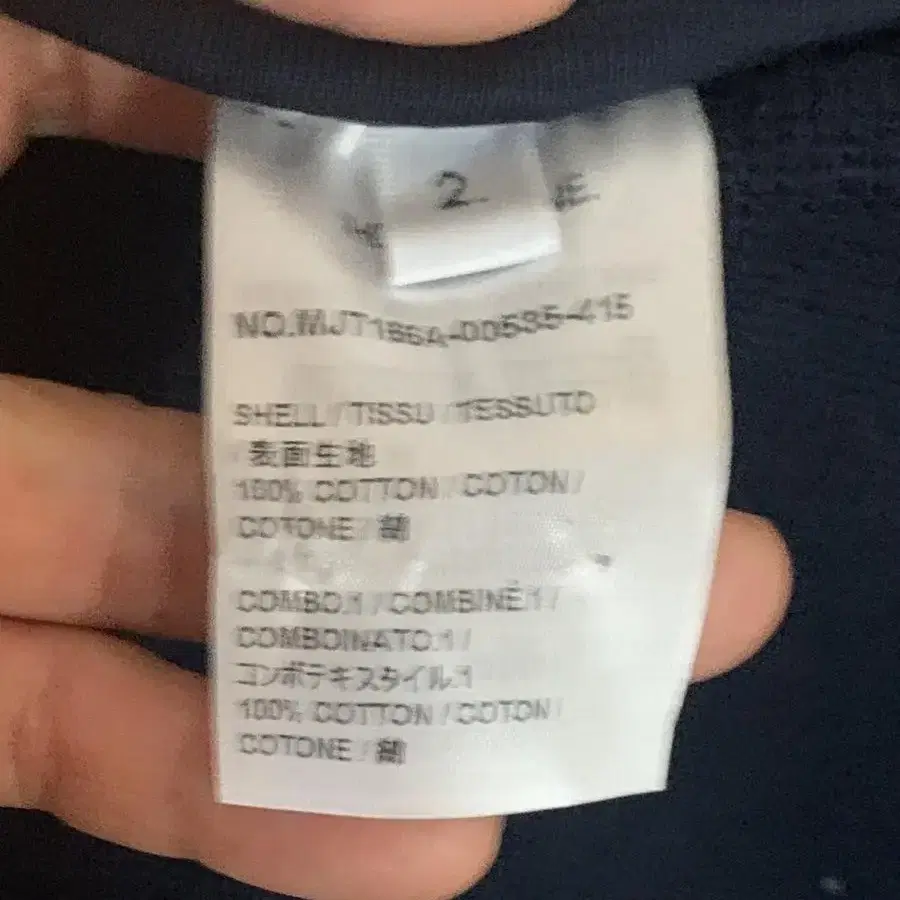 2
NO.MJT186A-00535-415
SHELL / TISSU / TESSUTO
/ 表面生地
100% COTTON / COTON /
COTONE / 綿
COMBO.1 / COMBINÉ.1 /
COMBOINATO.1 /
コンボテキスタイル.1
100% COTTON / COTON /
COTONE / 綿